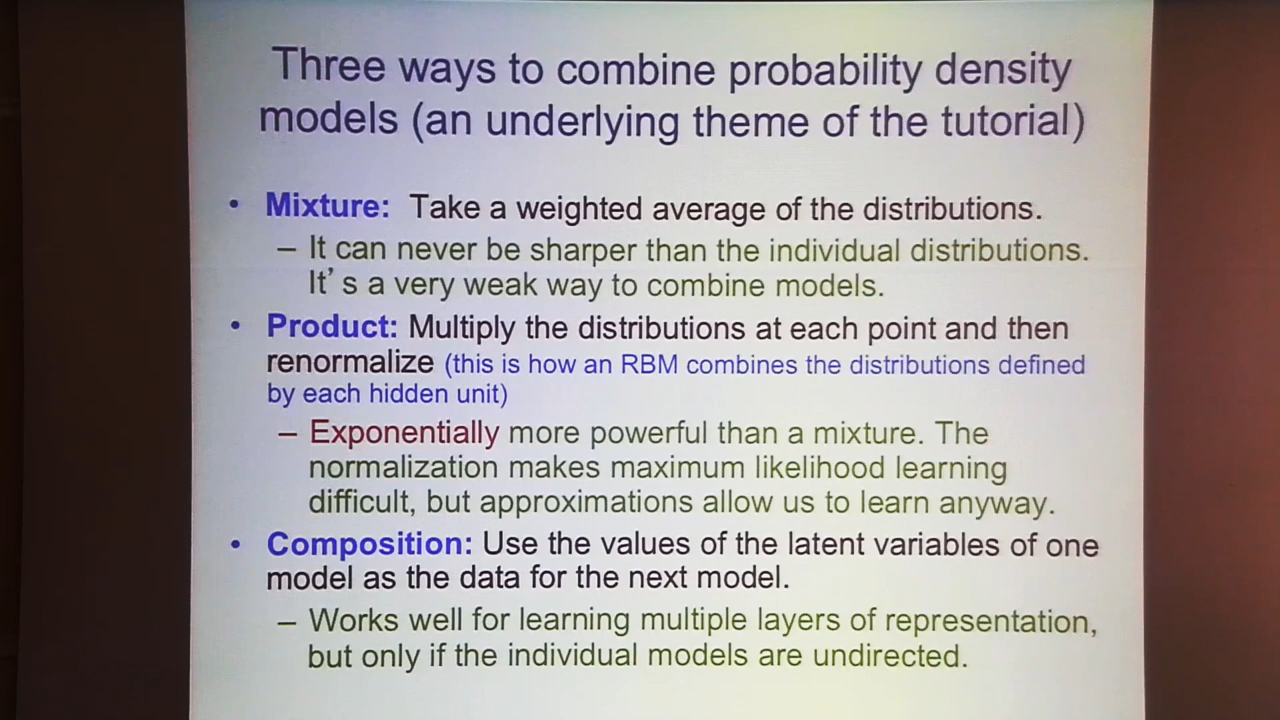 Three ways to combine probability density
models (an underlying theme of the tutorial)
• Mixture: Take a weighted average of the distributions.
– It can never be sharper than the individual distributions.
It's a very weak way to combine models.
• Product: Multiply the distributions at each point and then
renormalize (this is how an RBM combines the distributions defined
by each hidden unit)
– Exponentially more powerful than a mixture. The
normalization makes maximum likelihood learning
difficult, but approximations allow us to learn anyway.
• Composition: Use the values of the latent variables of one
model as the data for the next model.
– Works well for learning multiple layers of representation,
but only if the individual models are undirected.